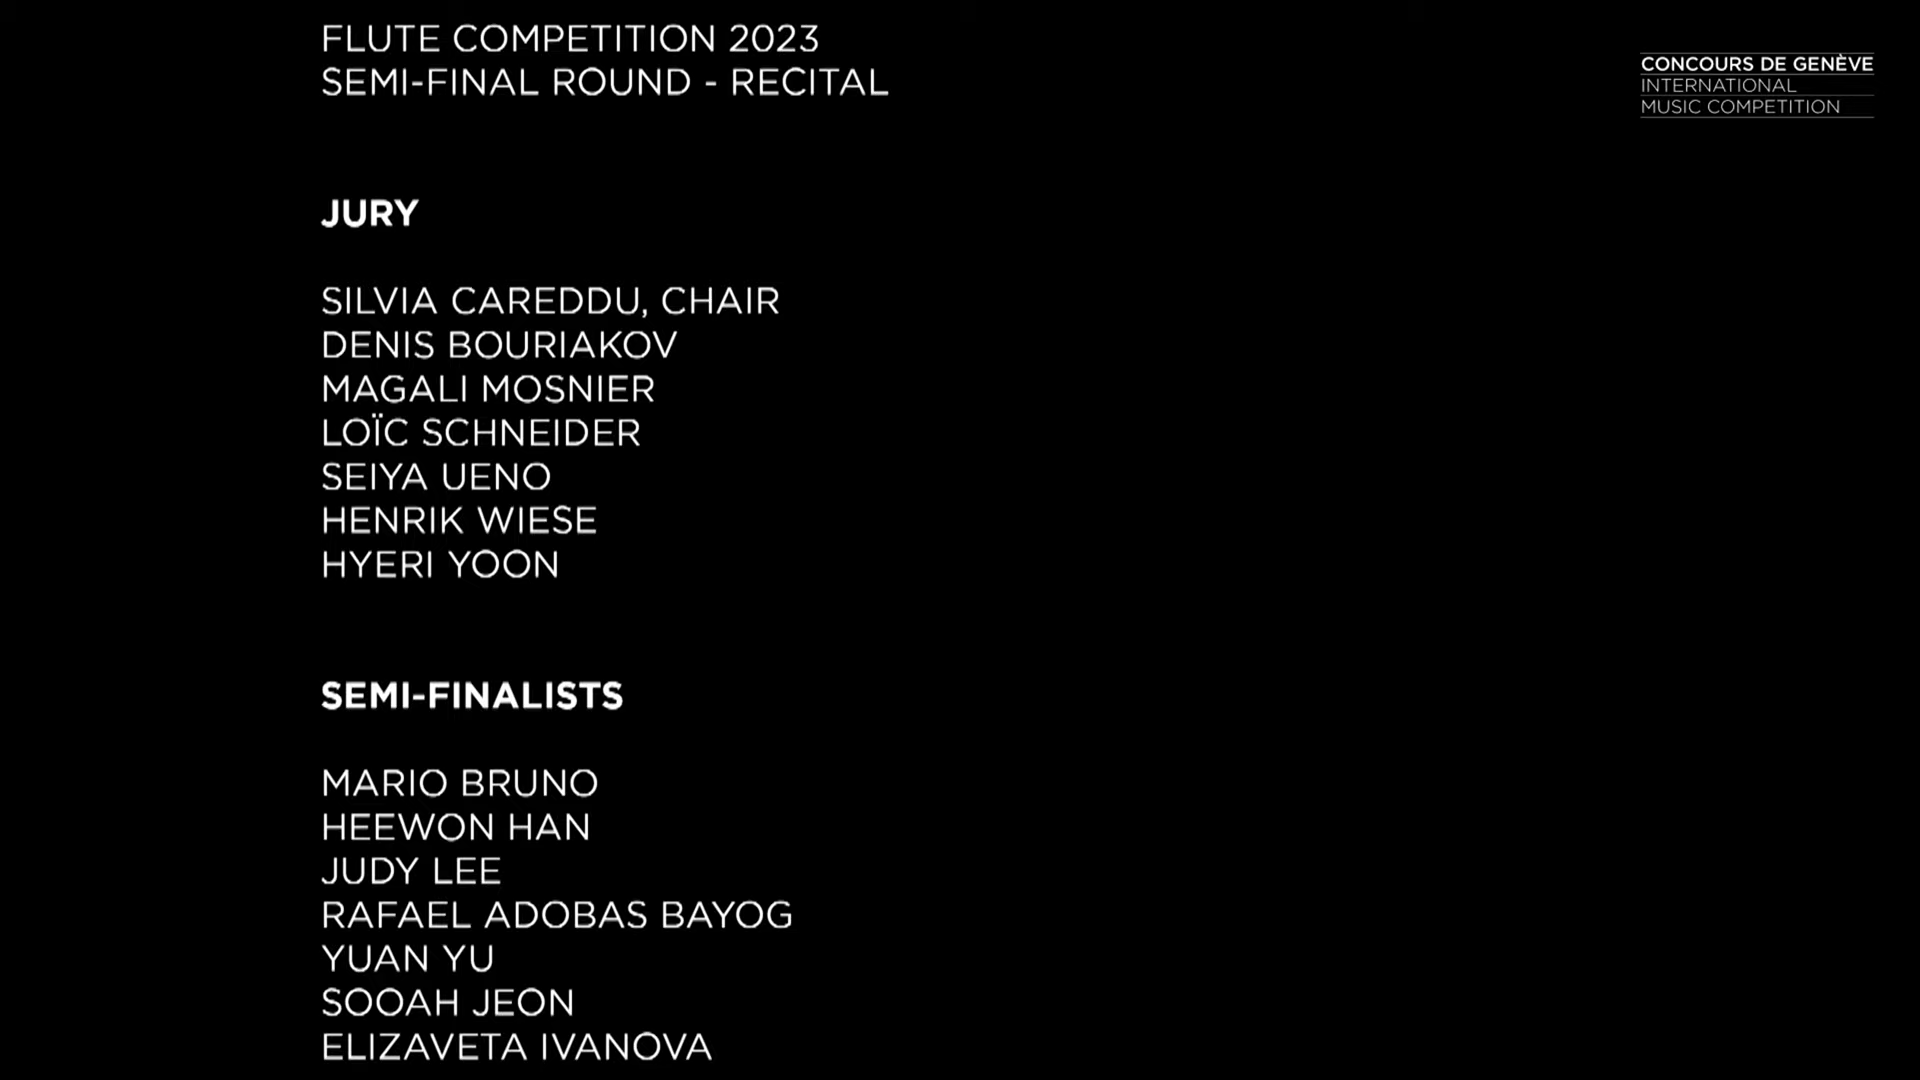 FLUTE COMPETITION 2023
SEMI-FINAL ROUND - RECITAL
CONCOURS DE GENÈVE
INTERNATIONAL
MUSIC COMPETITION
JURY
SILVIA CAREDDU, CHAIR
DENIS BOURIAKOV
MAGALI MOSNIER
LOÏC SCHNEIDER
SEIYA UENO
HENRIK WIESE
HYERI YOON
SEMI-FINALISTS
MARIO BRUNO
HEEWON HAN
JUDY LEE
RAFAEL ADOBAS BAYOG
YUAN YU
SOOAH JEON
ELIZAVETA IVANOVA